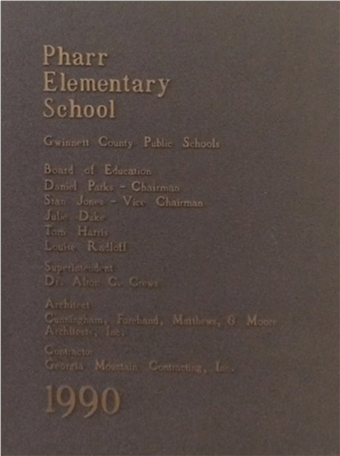 Pharr
Elementary
School
Gwinnett County Public Schools
Board of Education
Daniel Parks - Chairman
Stan Jones - Vice Chairman
Julie Duke
Tom Harris
Louise Radloff
Superintendent
Dr. Alton C. Crews
Architect
Cunningham, Forehand, Matthews, & Moore
Architects, Inc.
Contractor
Georgia Mountain Contracting, Inc.
1990